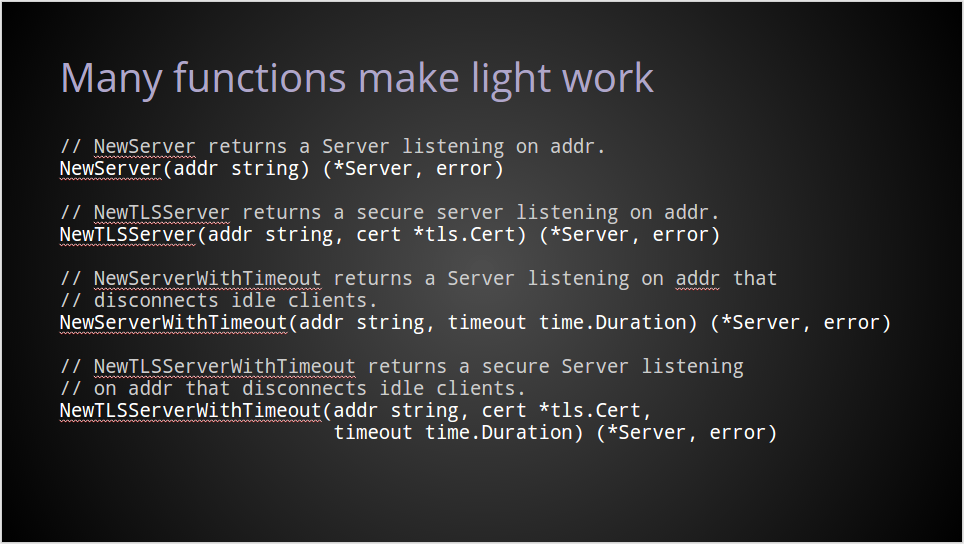 Many functions make light work
// NewServer returns a Server listening on addr.
NewServer(addr string) (*Server, error)
// NewTLSServer returns a secure server listening on addr.
NewTLSServer(addr string, cert *tls.Cert) (*Server, error)
// NewServerWithTimeout returns a Server listening on addr that
// disconnects idle clients.
NewServerWithTimeout(addr string, timeout time.Duration) (*Server, error)
// NewTLSServerWithTimeout returns a secure Server listening
// on addr that disconnects idle clients.
NewTLSServerWithTimeout(addr string, cert *tls.Cert,
timeout time.Duration) (*Server, error)